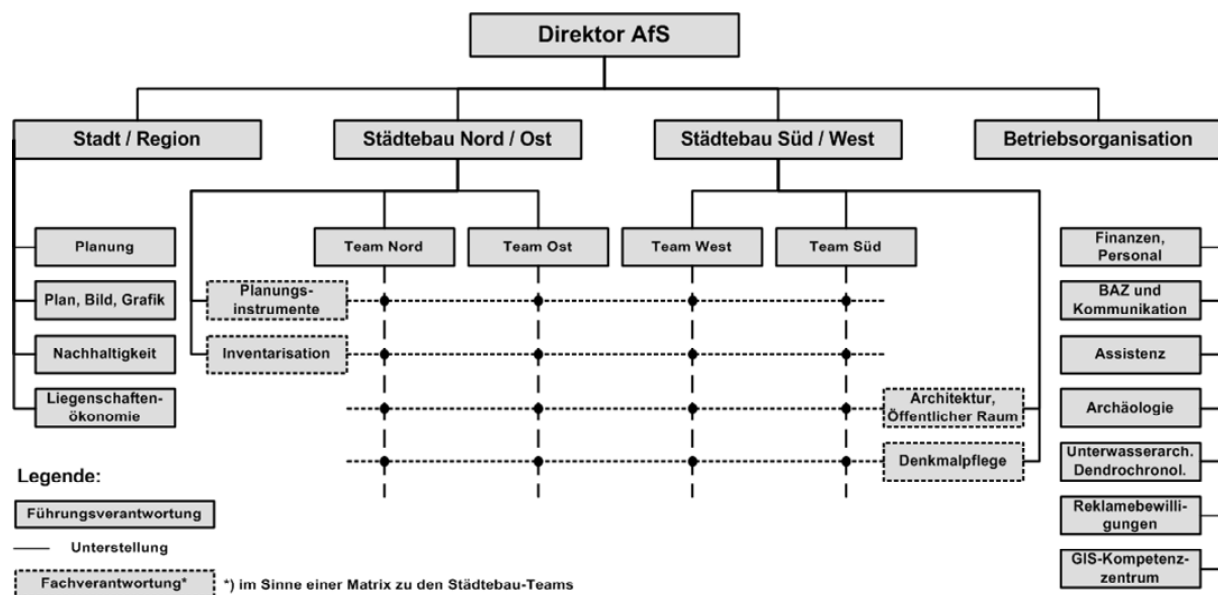 Direktor AfS
Stadt / Region
Städtebau Nord / Ost
Städtebau Süd / West
Betriebsorganisation
Planung
Plan, Bild, Grafik
Nachhaltigkeit
Liegenschaften-
ökonomie
Team Nord
Team Ost
Team West
Team Süd
Planungs-
instrumente
Inventarisation
Architektur,
Öffentlicher Raum
Denkmalpflege
Finanzen,
Personal
BAZ und
Kommunikation
Assistenz
Archäologie
Unterwasserarch.
Dendrochronol.
Reklamebewilli-
gungen
GIS-Kompetenz-
zentrum
Legende:
Führungsverantwortung
Unterstellung
Fachverantwortung*
*) im Sinne einer Matrix zu den Städtebau-Teams